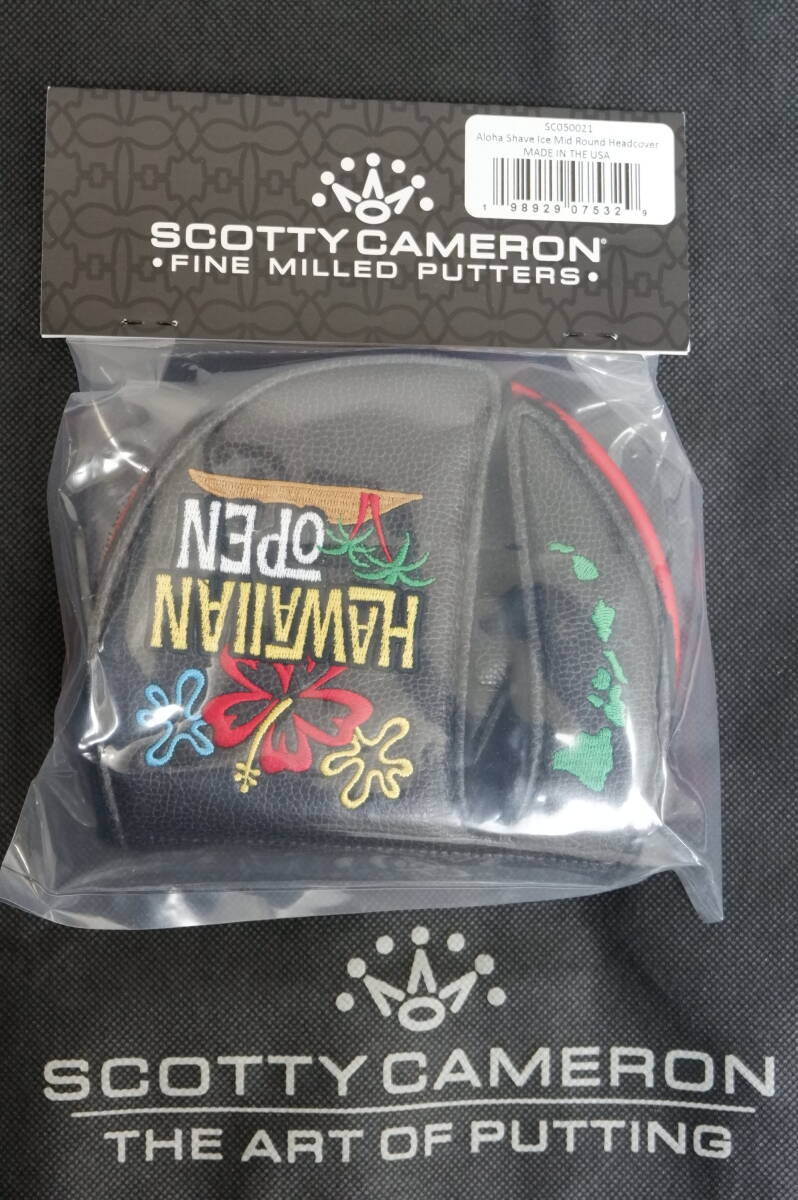 SC050021
Aloha Shave Ice Mid Round Headcover
MADE IN THE USA
1 98929 07532 9
SCOTTY CAMERON®
•FINE MILLED PUTTERS•
HAWAIIAN
OPEN
SCOTTY CAMERON
THE ART OF PUTTING